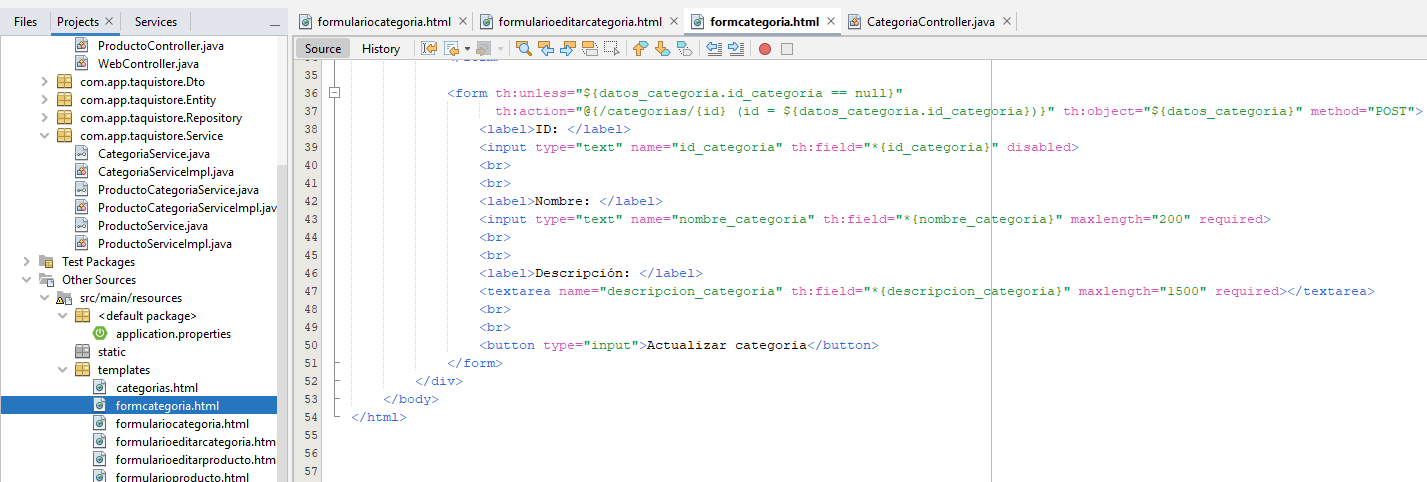 Files Projects Services
formulariocategoria.html formularioeditarcategoria.html formcategoria.html CategoriaController.java
Source History
ProductoController.java
WebController.java
com.app.taquistore.Dto
com.app.taquistore.Entity
com.app.taquistore.Repository
com.app.taquistore.Service
CategoriaService.java
CategoriaServiceImpl.java
ProductoCategoriaService.java
ProductoCategoriaServiceImpl.jav
ProductoService.java
ProductoServiceImpl.java
Test Packages
Other Sources
src/main/resources
<default package>
application.properties
static
templates
categorias.html
formcategoria.html
formulariocategoria.html
formularioeditarcategoria.htm
formularioeditarproducto.htm
formularioproducto.html
35
36 <form th:unless="${datos_categoria.id_categoria == null}"
37 th:action="@{/categorias/{id} (id = ${datos_categoria.id_categoria})}" th:object="${datos_categoria}" method="POST">
38 <label>ID: </label>
39 <input type="text" name="id_categoria" th:field="*{id_categoria}" disabled>
40 <br>
41 <br>
42 <label>Nombre: </label>
43 <input type="text" name="nombre_categoria" th:field="*{nombre_categoria}" maxlength="200" required>
44 <br>
45 <br>
46 <label>Descripción: </label>
47 <textarea name="descripcion_categoria" th:field="*{descripcion_categoria}" maxlength="1500" required></textarea>
48 <br>
49 <br>
50 <button type="input">Actualizar categoria</button>
51 </form>
52 </div>
53 </body>
54 </html>
55
56
57